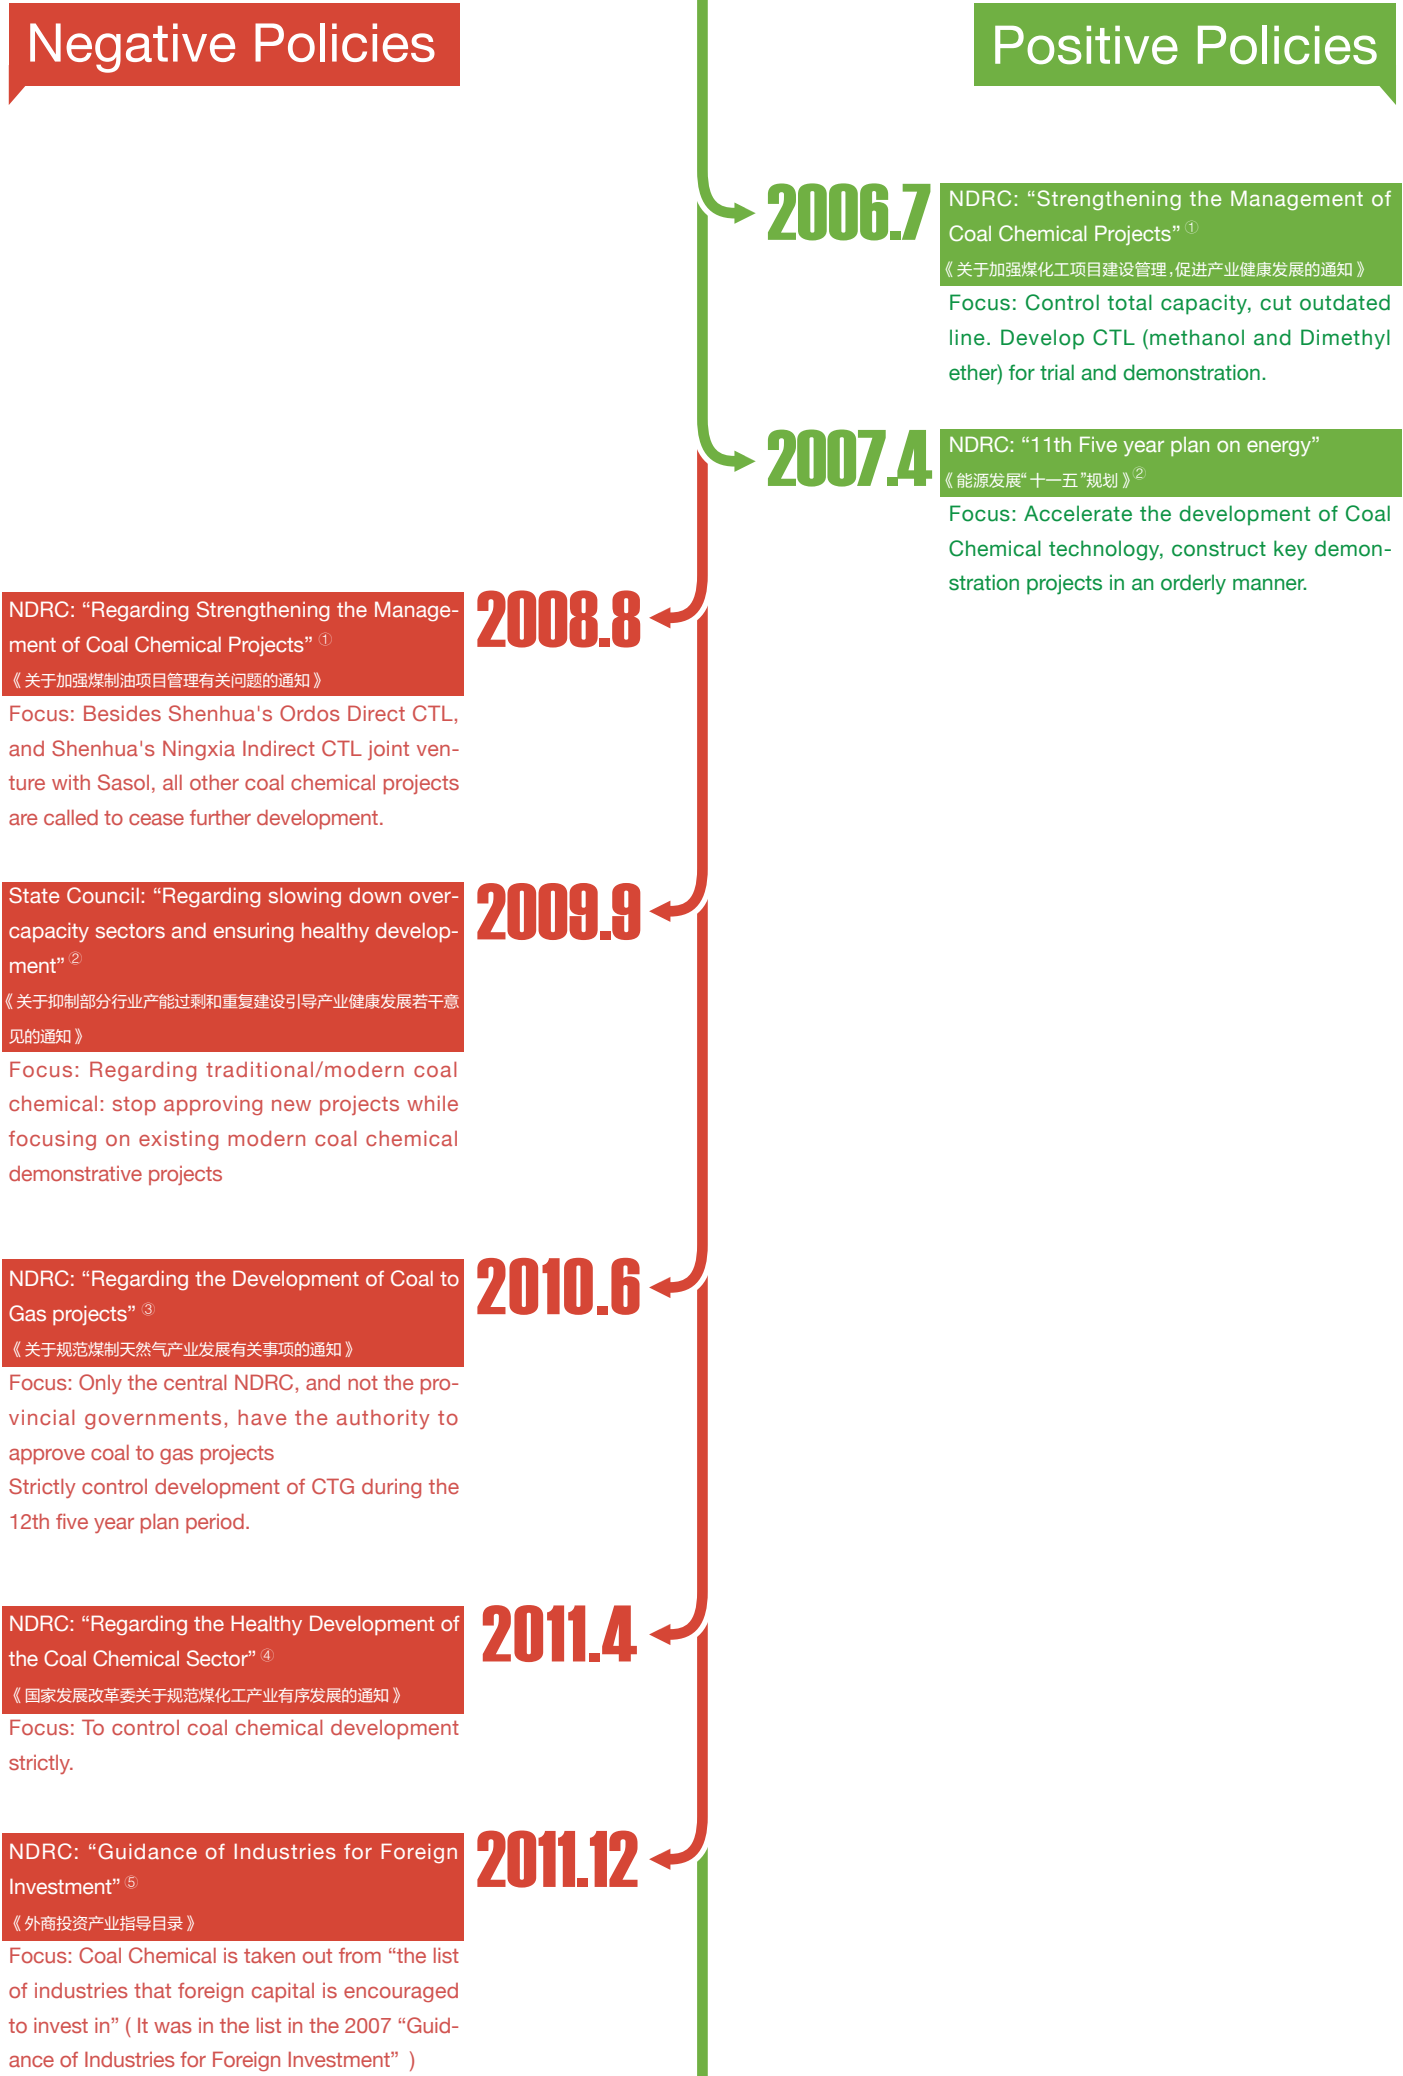 Negative Policies
Positive Policies
2006.7
NDRC: “Strengthening the Management of
Coal Chemical Projects” ①
《关于加强煤化工项目建设管理,促进产业健康发展的通知》
Focus: Control total capacity, cut outdated
line. Develop CTL (methanol and Dimethyl
ether) for trial and demonstration.
2007.4
NDRC: “11th Five year plan on energy”
《能源发展“十一五”规划》②
Focus: Accelerate the development of Coal
Chemical technology, construct key demon-
stration projects in an orderly manner.
NDRC: “Regarding Strengthening the Manage-
ment of Coal Chemical Projects” ①
《关于加强煤制油项目管理有关问题的通知》
2008.8
Focus: Besides Shenhua's Ordos Direct CTL,
and Shenhua's Ningxia Indirect CTL joint ven-
ture with Sasol, all other coal chemical projects
are called to cease further development.
State Council: “Regarding slowing down over-
capacity sectors and ensuring healthy develop-
ment” ②
《关于抑制部分行业产能过剩和重复建设引导产业健康发展若干意
见的通知》
2009.9
Focus: Regarding traditional/modern coal
chemical: stop approving new projects while
focusing on existing modern coal chemical
demonstrative projects
NDRC: “Regarding the Development of Coal to
Gas projects” ③
《关于规范煤制天然气产业发展有关事项的通知》
2010.6
Focus: Only the central NDRC, and not the pro-
vincial governments, have the authority to
approve coal to gas projects
Strictly control development of CTG during the
12th five year plan period.
NDRC: “Regarding the Healthy Development of
the Coal Chemical Sector” ④
《国家发展改革委关于规范煤化工产业有序发展的通知》
2011.4
Focus: To control coal chemical development
strictly.
NDRC: “Guidance of Industries for Foreign
Investment” ⑤
《外商投资产业指导目录》
2011.12
Focus: Coal Chemical is taken out from “the list
of industries that foreign capital is encouraged
to invest in” ( It was in the list in the 2007 “Guid-
ance of Industries for Foreign Investment” )